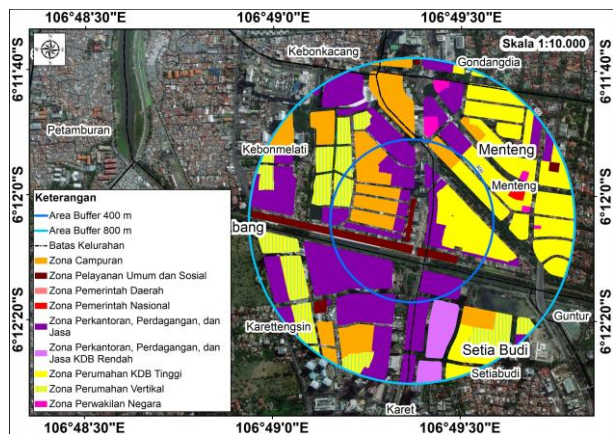 106°48'30"E 106°49'0"E 106°49'30"E
Skala 1:10.000
Kebonkacang
Gondangdia
6°11'40"S 6°11'40"S
Petamburan
Kebonmelati
Menteng
Menteng
6°12'0"S 6°12'0"S
bang
Keterangan
Area Buffer 400 m
Area Buffer 800 m
Batas Kelurahan
Zona Campuran
Zona Pelayanan Umum dan Sosial
Zona Pemerintah Daerah
Zona Pemerintah Nasional
Zona Perkantoran, Perdagangan, dan
Jasa
Zona Perkantoran, Perdagangan, dan
Jasa KDB Rendah
Zona Perumahan KDB Tinggi
Zona Perumahan Vertikal
Zona Perwakilan Negara
Guntur
6°12'20"S 6°12'20"S
Karettengsin
Setia Budi
Setiabudi
Karet
106°48'30"E 106°49'0"E 106°49'30"E